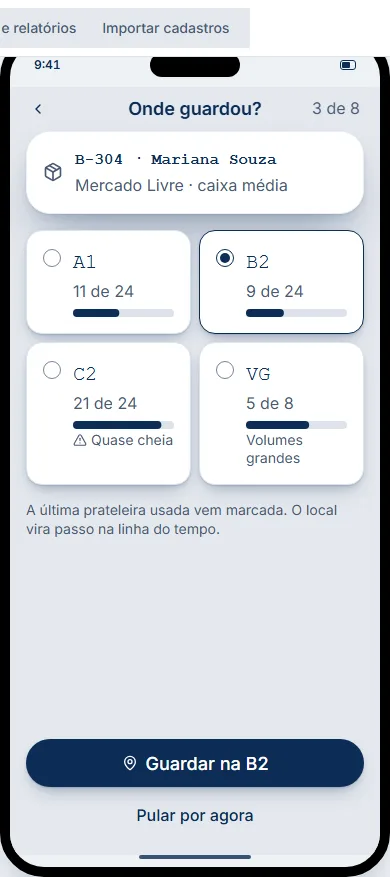 e relatórios Importar cadastros
9:41
Onde guardou? 3 de 8
B-304 · Mariana Souza
Mercado Livre · caixa média
A1
11 de 24
B2
9 de 24
C2
21 de 24
Quase cheia
VG
5 de 8
Volumes
grandes
A última prateleira usada vem marcada. O local
vira passo na linha do tempo.
Guardar na B2
Pular por agora